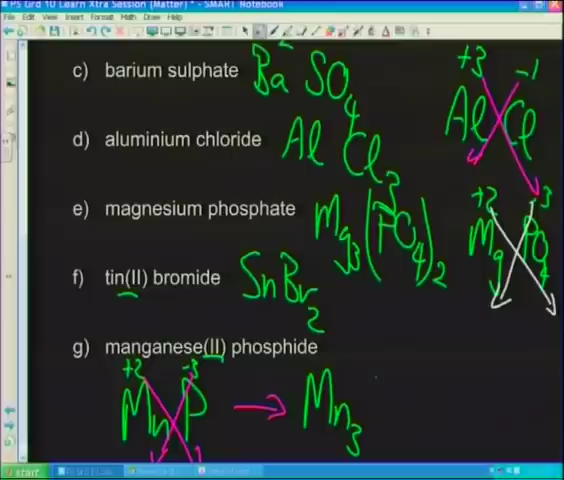 PS Grd 10 Learn Xtra Session (Matter) * - SMART Notebook
File Edit View Insert Format Math Draw Help
c) barium sulphate Ba SO4
+3 -1
Al Cl
d) aluminium chloride Al Cl3
e) magnesium phosphate Mg3(PO4)2
+2 -3
Mg PO4
f) tin(II) bromide SnBr2
g) manganese(II) phosphide
+2 -3
Mn P → Mn3
start